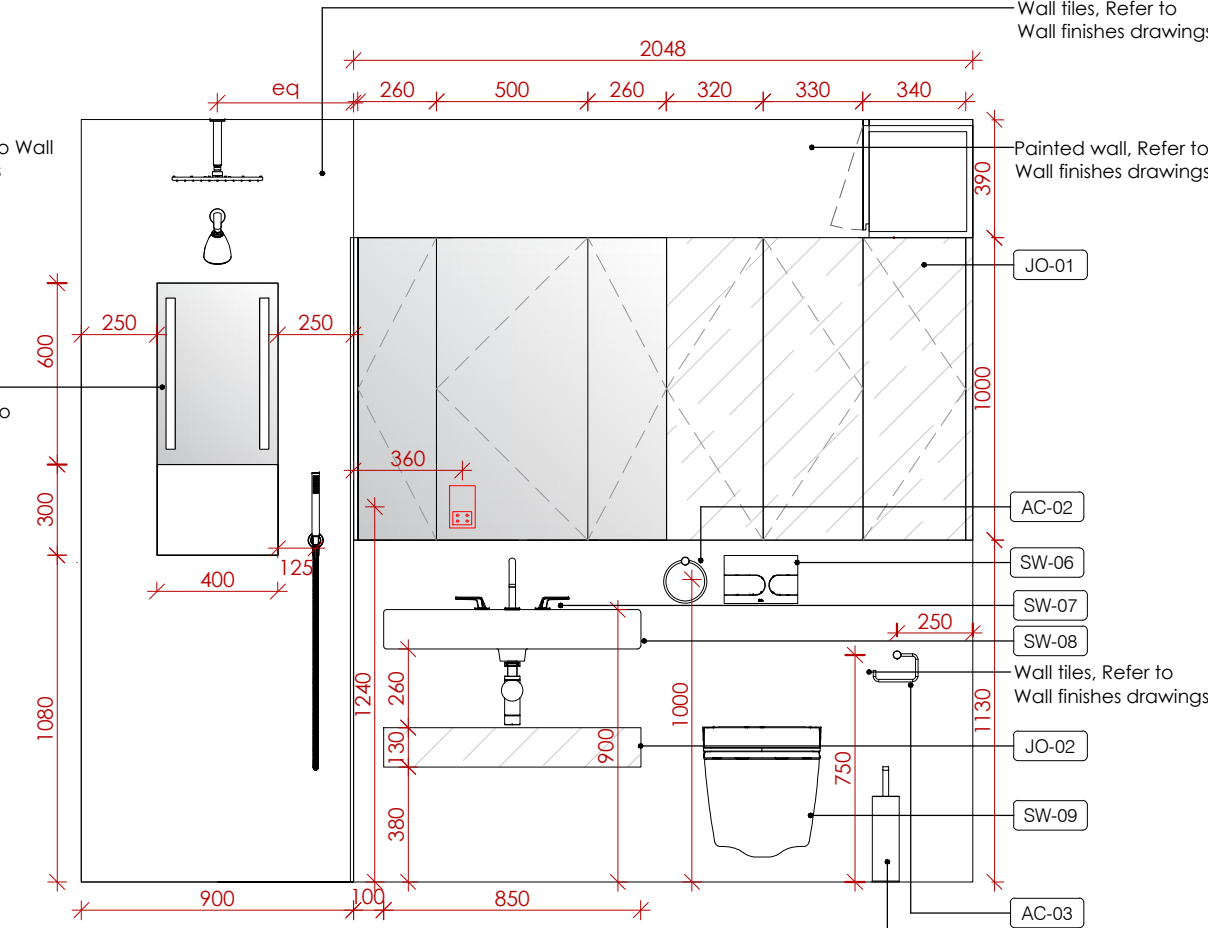 Wall tiles, Refer to
Wall finishes drawings
2048
eq
260
500
260
320
330
340
o Wall
Painted wall, Refer to
Wall finishes drawings
390
JO-01
250
250
600
1000
o
360
300
AC-02
125
SW-06
400
SW-07
250
SW-08
Wall tiles, Refer to
Wall finishes drawings
1080
1240
260
1000
1130
130
900
JO-02
750
380
SW-09
900
100
850
AC-03